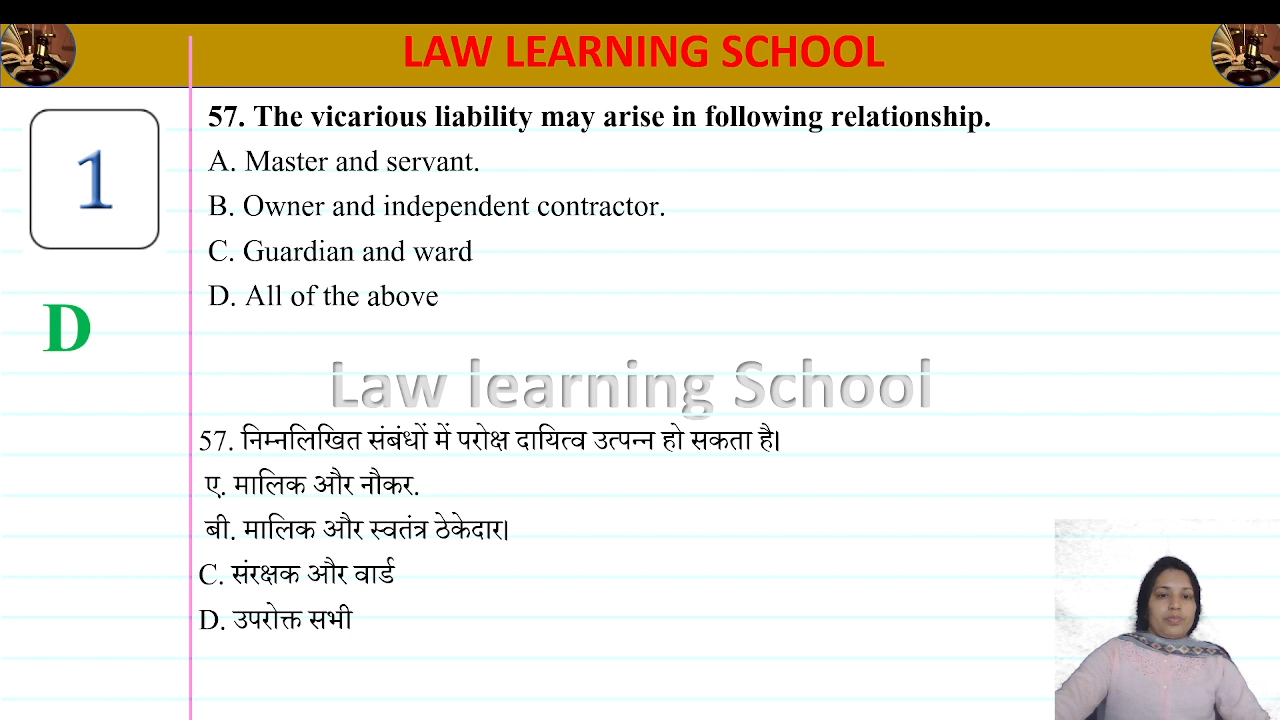 LAW LEARNING SCHOOL
1
D
57. The vicarious liability may arise in following relationship.
A. Master and servant.
B. Owner and independent contractor.
C. Guardian and ward
D. All of the above
Law learning School
57. निम्नलिखित संबंधों में परोक्ष दायित्व उत्पन्न हो सकता है।
ए. मालिक और नौकर.
बी. मालिक और स्वतंत्र ठेकेदार।
C. संरक्षक और वार्ड
D. उपरोक्त सभी